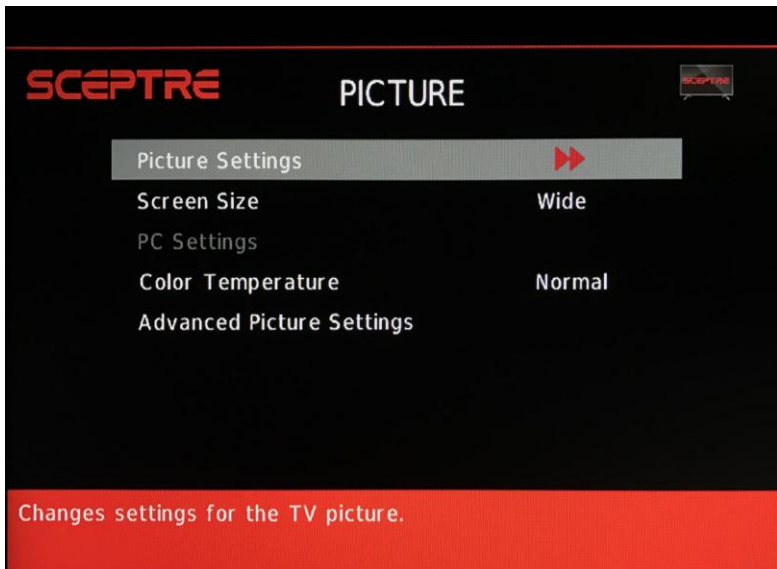 SCEPTRE
PICTURE
SCEPTRE
Picture Settings
Screen Size Wide
PC Settings
Color Temperature Normal
Advanced Picture Settings
Changes settings for the TV picture.